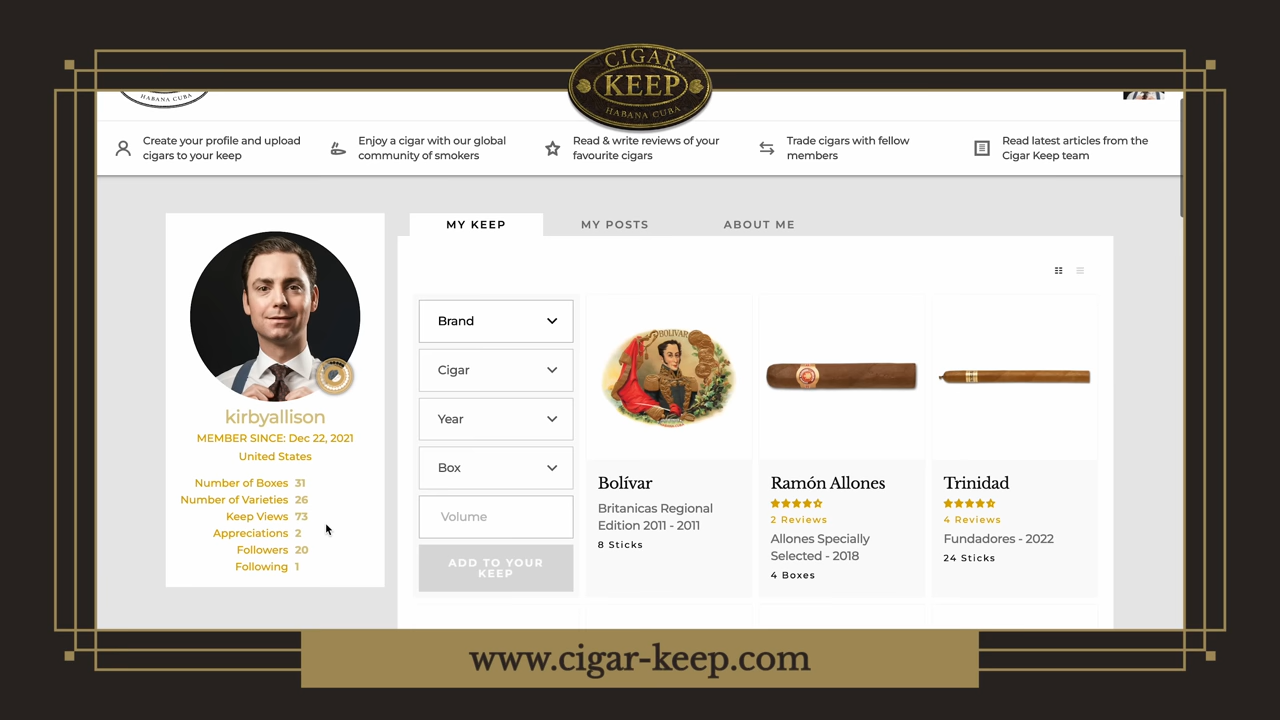 CIGAR
KEEP
HABANA CUBA
HABANA CUBA
Create your profile and upload
cigars to your keep
Enjoy a cigar with our global
community of smokers
Read & write reviews of your
favourite cigars
Trade cigars with fellow
members
Read latest articles from the
Cigar Keep team
MY KEEP
MY POSTS
ABOUT ME
kirbyallison
MEMBER SINCE: Dec 22, 2021
United States
Number of Boxes 31
Number of Varieties 26
Keep Views 73
Appreciations 2
Followers 20
Following 1
Brand
Cigar
Year
Box
Volume
ADD TO YOUR
KEEP
BOLIVAR
Bolívar
Britanicas Regional
Edition 2011 - 2011
8 Sticks
Ramón Allones
2 Reviews
Allones Specially
Selected - 2018
4 Boxes
Trinidad
4 Reviews
Fundadores - 2022
24 Sticks
www.cigar-keep.com